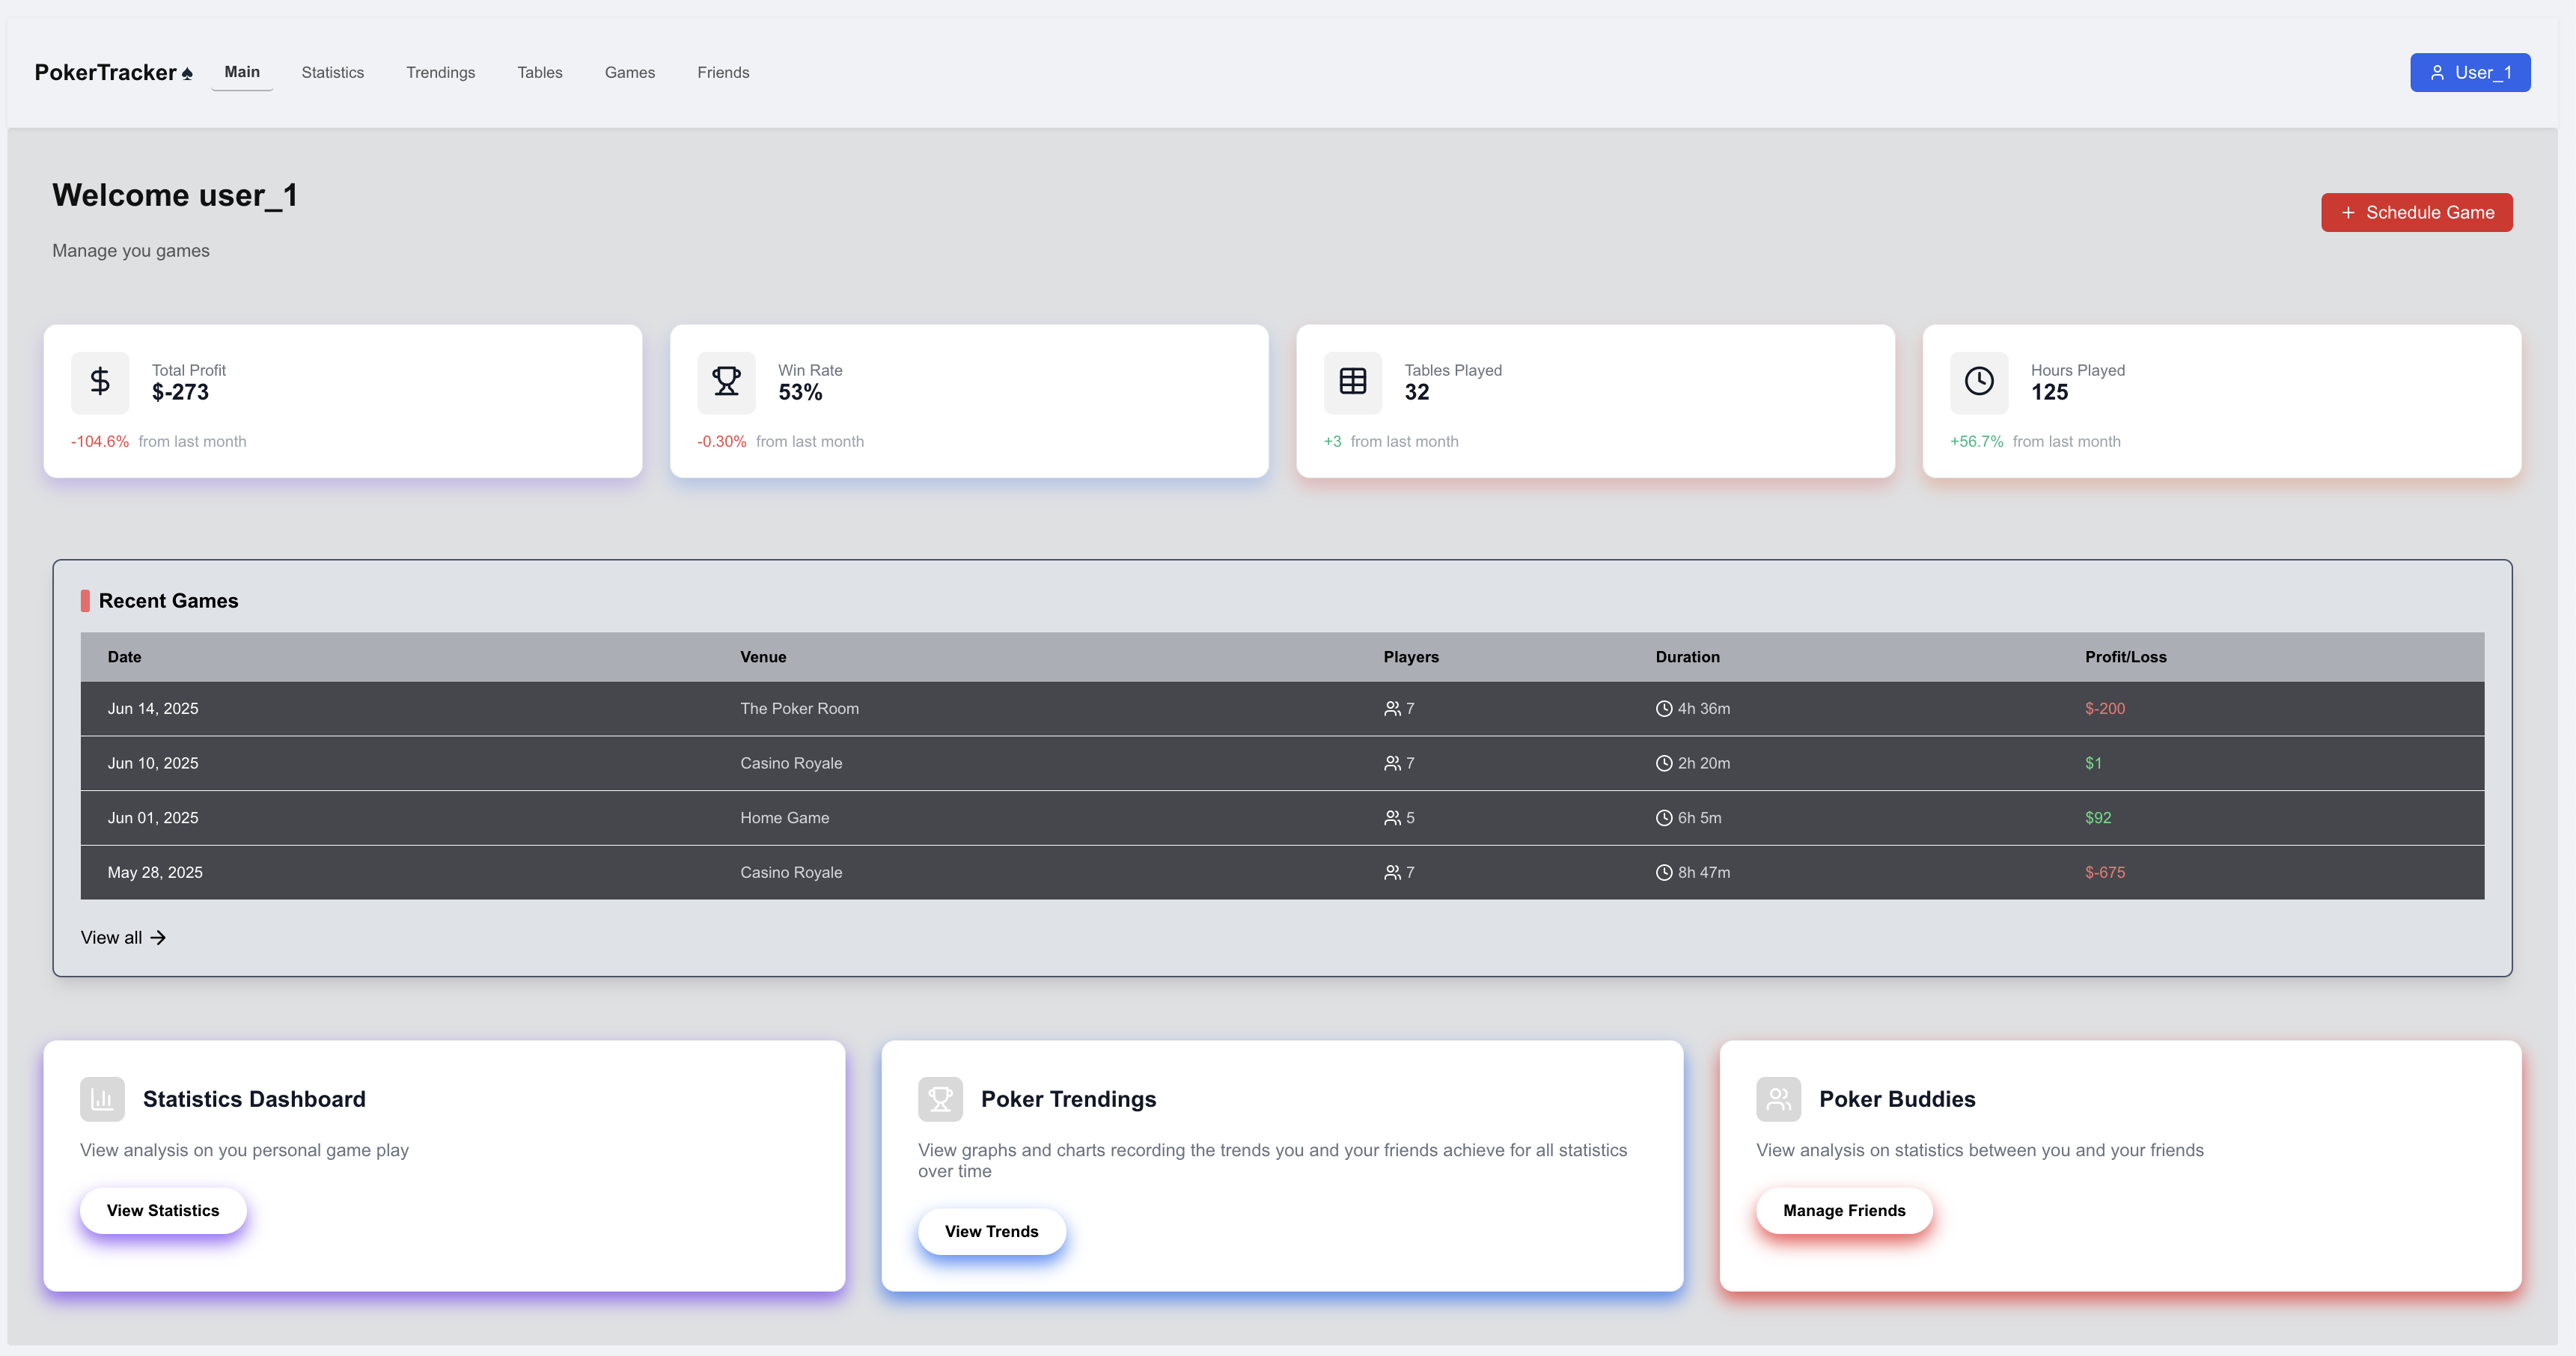 PokerTracker♠ Main Statistics Trendings Tables Games Friends User_1
Welcome user_1
+ Schedule Game
Manage you games
Total Profit
$-273
-104.6% from last month
Win Rate
53%
-0.30% from last month
Tables Played
32
+3 from last month
Hours Played
125
+56.7% from last month
Recent Games
Date Venue Players Duration Profit/Loss
Jun 14, 2025 The Poker Room 7 4h 36m $-200
Jun 10, 2025 Casino Royale 7 2h 20m $1
Jun 01, 2025 Home Game 5 6h 5m $92
May 28, 2025 Casino Royale 7 8h 47m $-675
View all →
Statistics Dashboard
View analysis on you personal game play
View Statistics
Poker Trendings
View graphs and charts recording the trends you and your friends achieve for all statistics
over time
View Trends
Poker Buddies
View analysis on statistics between you and your friends
Manage Friends